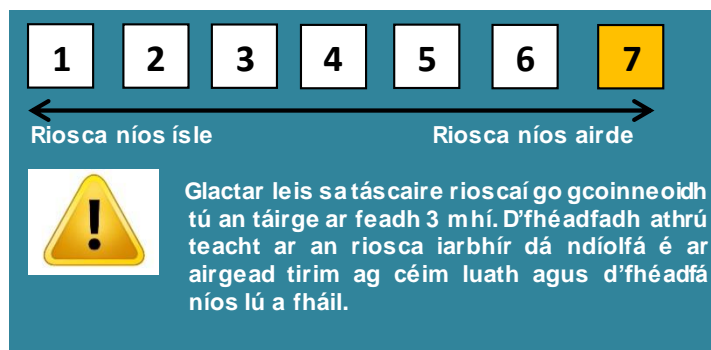 1 2 3 4 5 6 7
Riosca níos ísle Riosca níos airde
Glactar leis sa táscaire rioscaí go gcoinneoidh
tú an táirge ar feadh 3 mhí. D'fhéadfadh athrú
teacht ar an riosca iarbhír dá ndíolfá é ar
airgead tirim ag céim luath agus d'fhéadfá
níos lú a fháil.